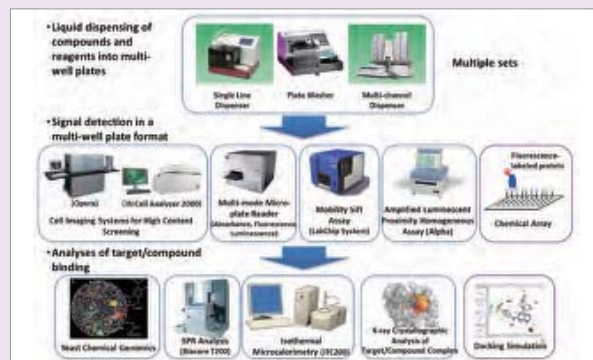 •Liquid dispensing of
compounds and
reagents into multi-
well plates
Single Line
Dispenser
Plate Washer
Multi-channel
Dispenser
Multiple sets
•Signal detection in a
multi-well plate format
(Opera)
(INCell Analyzer 2000)
Cell Imaging Systems for High Content
Screening
Multi-mode Micro-
plate Reader
(Absorbance, Fluorescence
Luminescence)
Mobility Sift
Assay
(LabChip System)
Amplified Luminescent
Proximity Homogeneous
Assay (Alpha)
Fluorescence-
labeled protein
Chemical Array
•Analyses of target/compound
binding
Yeast Chemical Genomics
SPR Analysis
(Biacore T200)
Isothermal
Microcalorimetry (ITC200)
X-ray Crystallographic
Analysis of
Target/Compound Complex
Docking Simulation